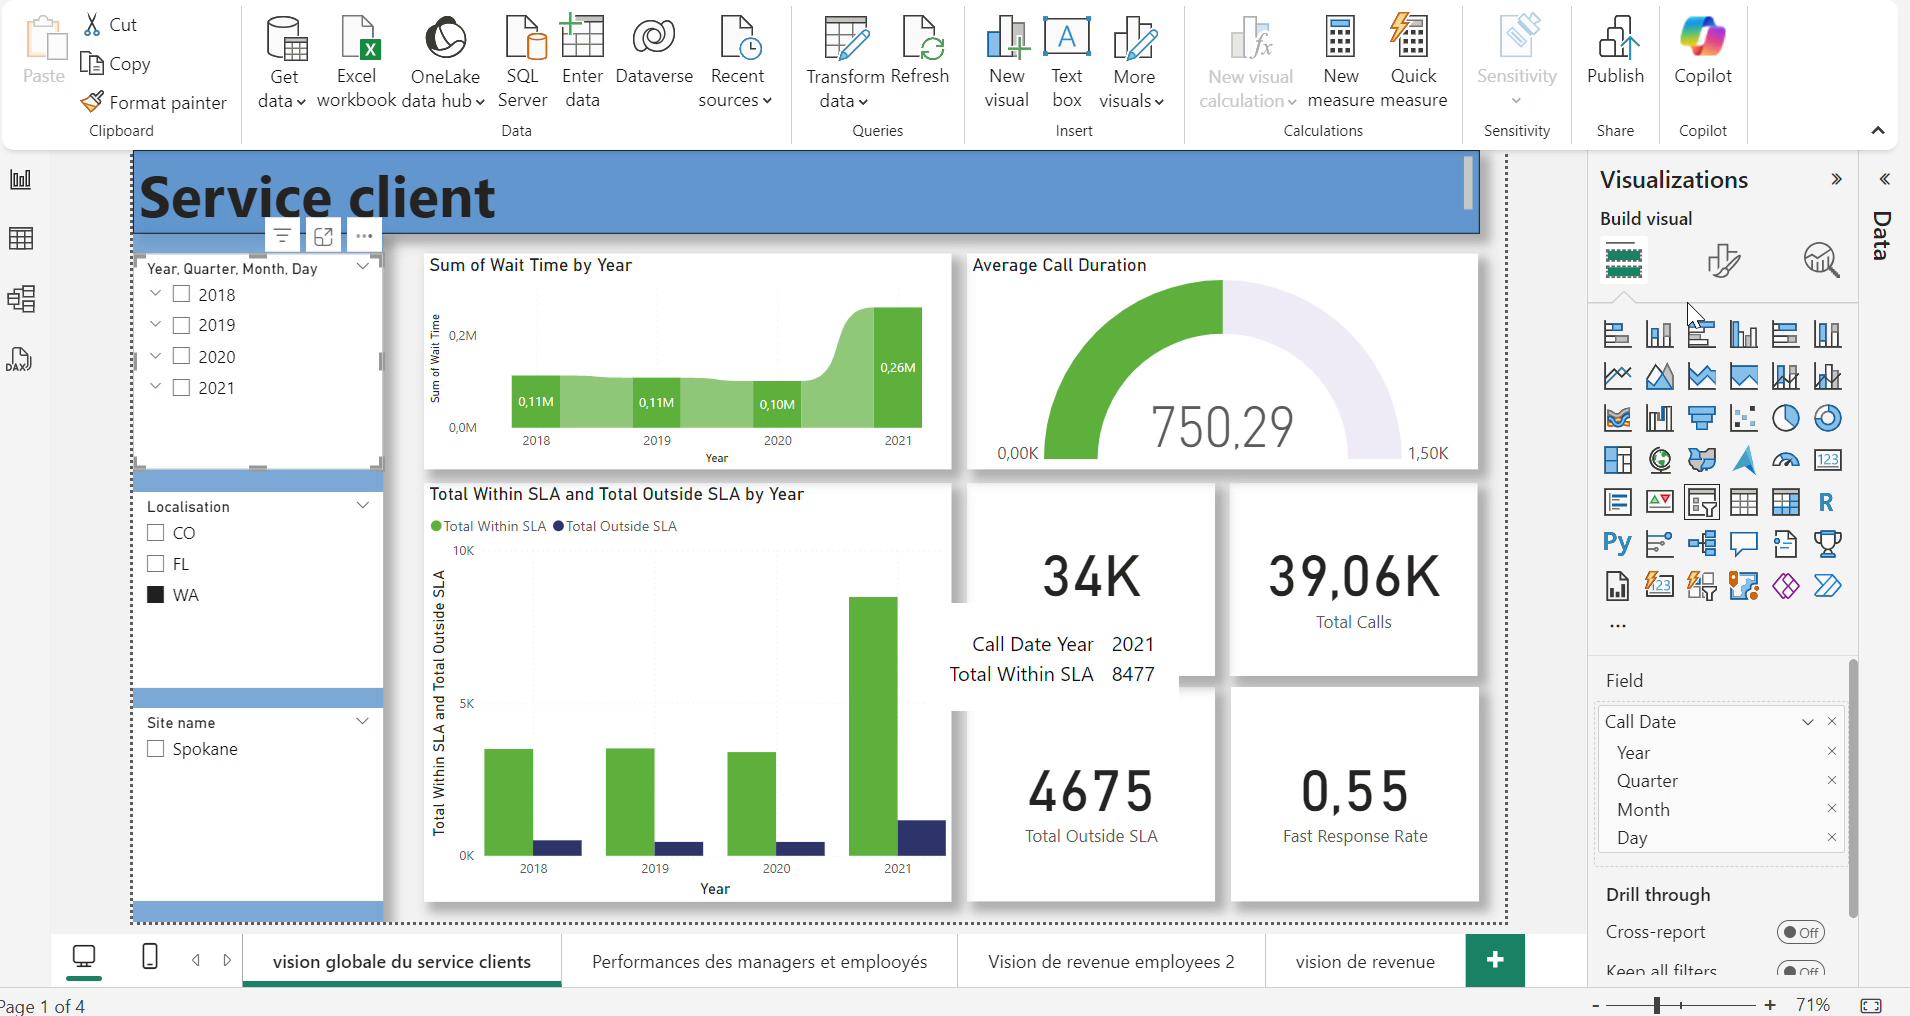 Paste
Cut
Copy
Format painter
Clipboard
Get data
Excel workbook
OneLake data hub
SQL Server
Enter data
Dataverse
Recent sources
Data
Transform data
Refresh
Queries
New visual
Text box
More visuals
Insert
New visual calculation
New measure
Quick measure
Calculations
Sensitivity
Sensitivity
Publish
Share
Copilot
Copilot
DAX
Service client
Year, Quarter, Month, Day
2018
2019
2020
2021
Localisation
CO
FL
WA
Site name
Spokane
Sum of Wait Time by Year
Sum of Wait Time
0,2M
0,0M
0,11M
0,11M
0,10M
0,26M
2018
2019
2020
2021
Year
Average Call Duration
750,29
0,00K
1,50K
Total Within SLA and Total Outside SLA by Year
Total Within SLA
Total Outside SLA
Total Within SLA and Total Outside SLA
10K
5K
0K
2018
2019
2020
2021
Year
34K
39,06K
Total Calls
Call Date Year 2021
Total Within SLA 8477
4675
Total Outside SLA
0,55
Fast Response Rate
Visualizations
Build visual
123
R
Py
123
...
Field
Call Date
Year
Quarter
Month
Day
Drill through
Cross-report
Off
Keep all filters
Off
Data
vision globale du service clients
Performances des managers et emplooyés
Vision de revenue employees 2
vision de revenue
+
Page 1 of 4
- + 71%